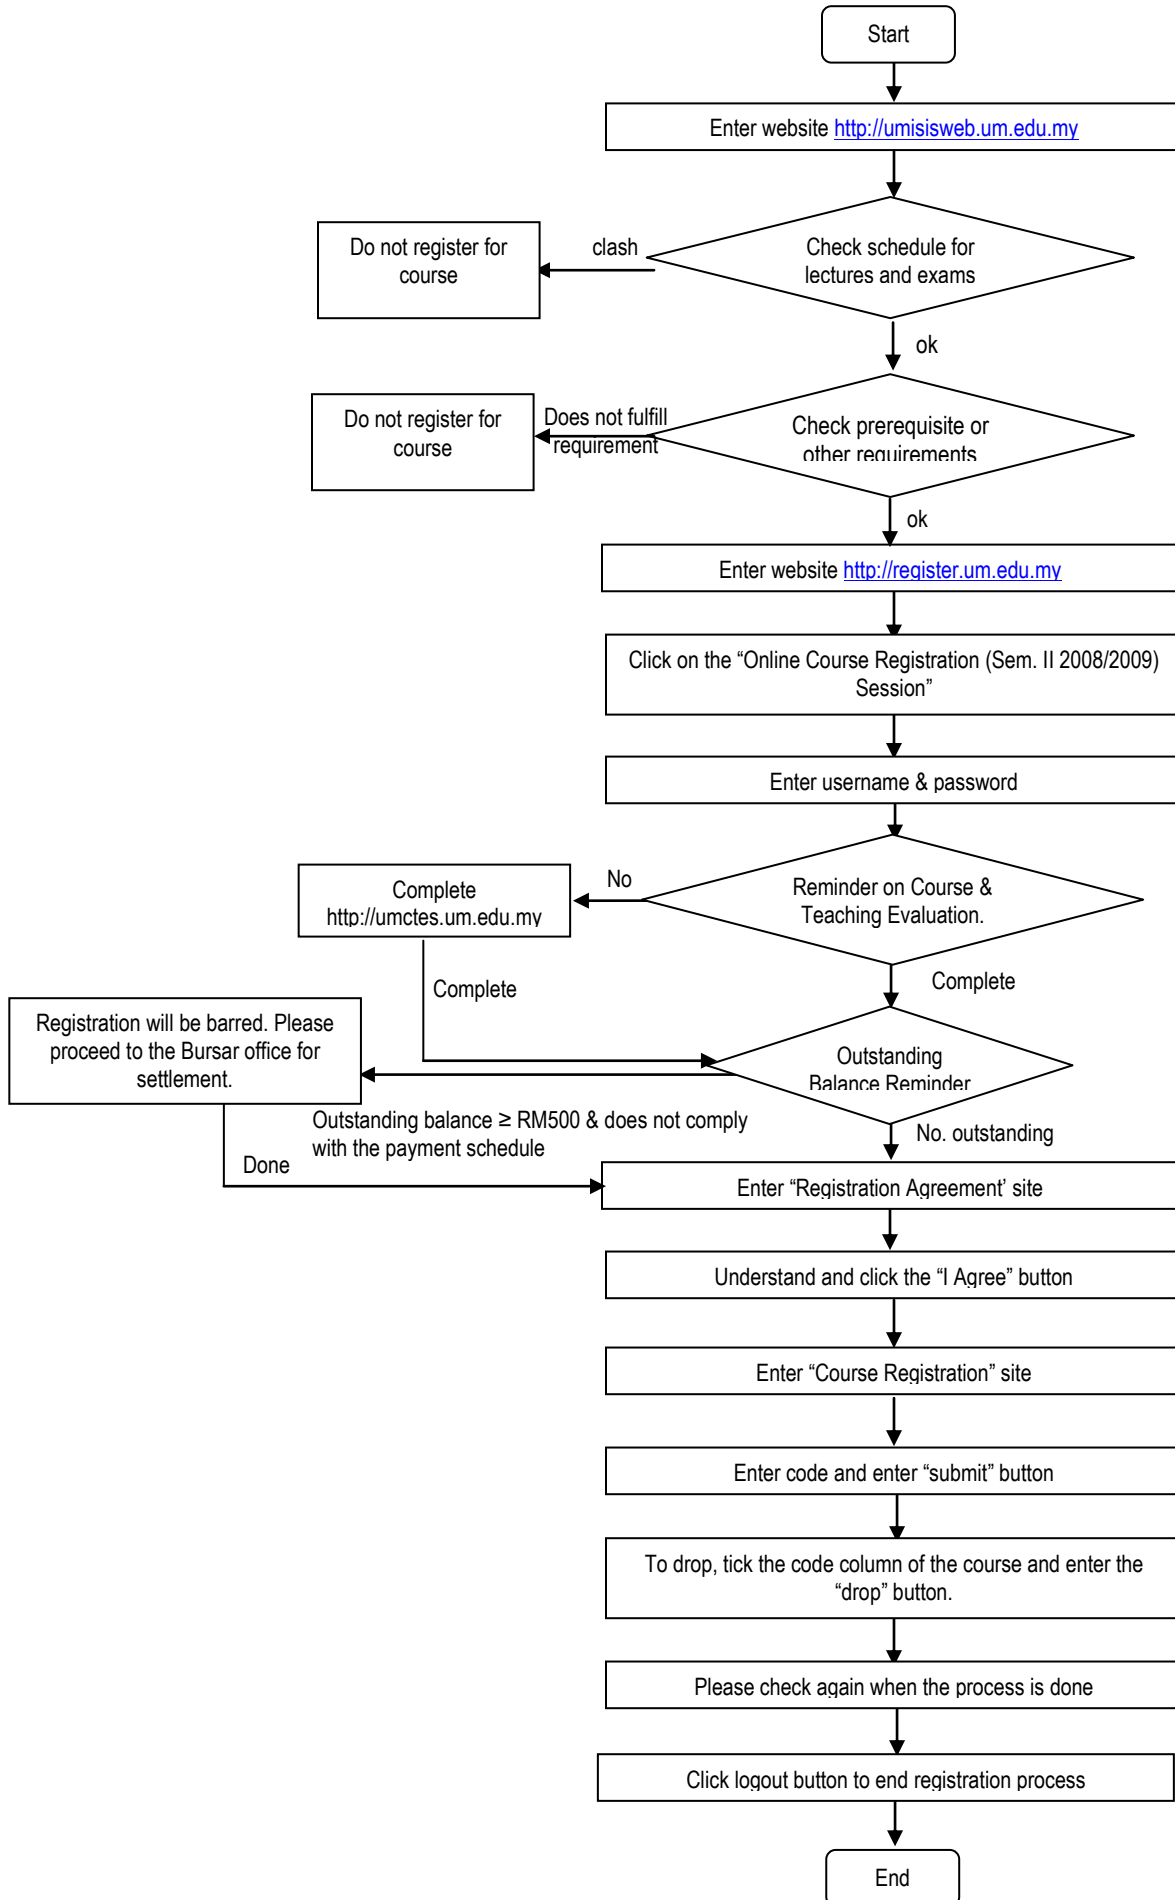 Start
Enter website http://umisisweb.um.edu.my
Check schedule for
lectures and exams
clash
Do not register for
course
ok
Check prerequisite or
other requirements
Does not fulfill
requirement
Do not register for
course
ok
Enter website http://register.um.edu.my
Click on the “Online Course Registration (Sem. II 2008/2009)
Session”
Enter username & password
Reminder on Course &
Teaching Evaluation.
No
Complete
http://umctes.um.edu.my
Complete
Complete
Outstanding
Balance Reminder
Registration will be barred. Please
proceed to the Bursar office for
settlement.
Outstanding balance ≥ RM500 & does not comply
with the payment schedule
No. outstanding
Done
Enter “Registration Agreement’ site
Understand and click the “I Agree” button
Enter “Course Registration” site
Enter code and enter “submit” button
To drop, tick the code column of the course and enter the
“drop” button.
Please check again when the process is done
Click logout button to end registration process
End